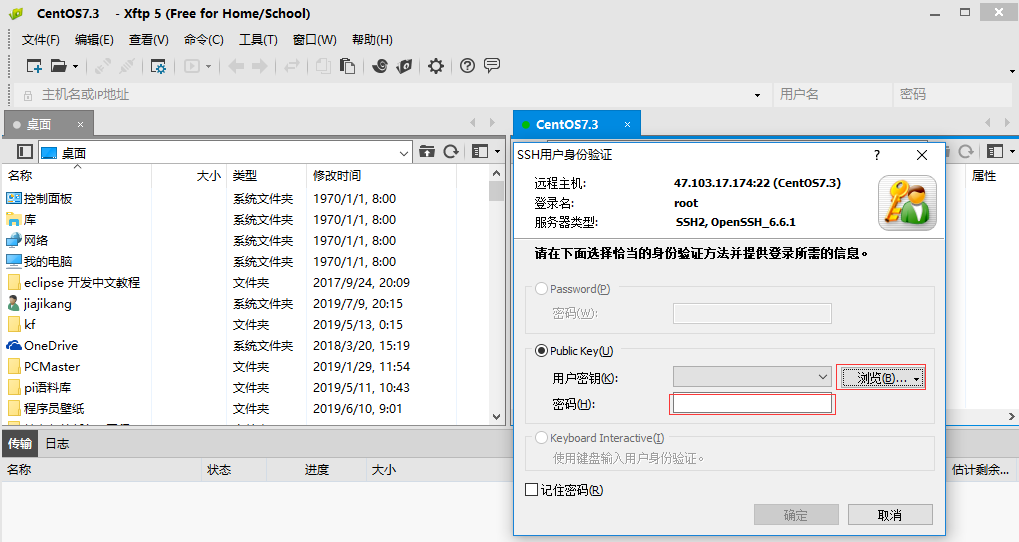 CentOS7.3 - Xftp 5 (Free for Home/School)
文件(F) 编辑(E) 查看(V) 命令(C) 工具(T) 窗口(W) 帮助(H)
主机名或IP地址 用户名 密码
桌面 × CentOS7.3 ×
桌面
名称 大小 类型 修改时间 属性
控制面板 系统文件夹 1970/1/1, 8:00
库 系统文件夹 1970/1/1, 8:00
网络 系统文件夹 1970/1/1, 8:00
我的电脑 系统文件夹 1970/1/1, 8:00
eclipse 开发中文教程 文件夹 2017/9/24, 20:09
jiajikang 系统文件夹 2019/7/9, 20:15
kf 文件夹 2019/5/13, 0:15
OneDrive 系统文件夹 2018/3/20, 15:19
PCMaster 文件夹 2019/1/29, 11:54
pi语料库 文件夹 2019/5/11, 10:43
程序员壁纸 文件夹 2019/6/10, 9:01
传输 日志
名称 状态 进度 大小 估计剩余...
SSH用户身份验证 ?
远程主机: 47.103.17.174:22 (CentOS7.3)
登录名: root
服务器类型: SSH2, OpenSSH_6.6.1
请在下面选择恰当的身份验证方法并提供登录所需的信息。
Password(P)
密码(W):
Public Key(U)
用户密钥(K): 浏览(B)...
密码(H):
Keyboard Interactive(I)
使用键盘输入用户身份验证。
记住密码(R)
确定 取消